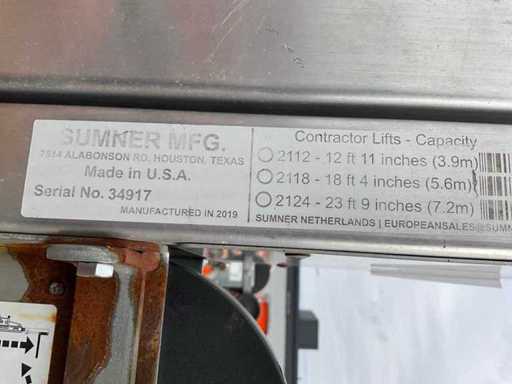 SUMNER MFG.
7514 ALABONSON RD, HOUSTON, TEXAS
Made in U.S.A.
Serial No. 34917
MANUFACTURED IN 2019
Contractor Lifts - Capacity
2112 - 12 ft 11 inches (3.9m)
2118 - 18 ft 4 inches (5.6m)
2124 - 23 ft 9 inches (7.2m)
SUMNER NETHERLANDS | EUROPEANSALES@SUMN